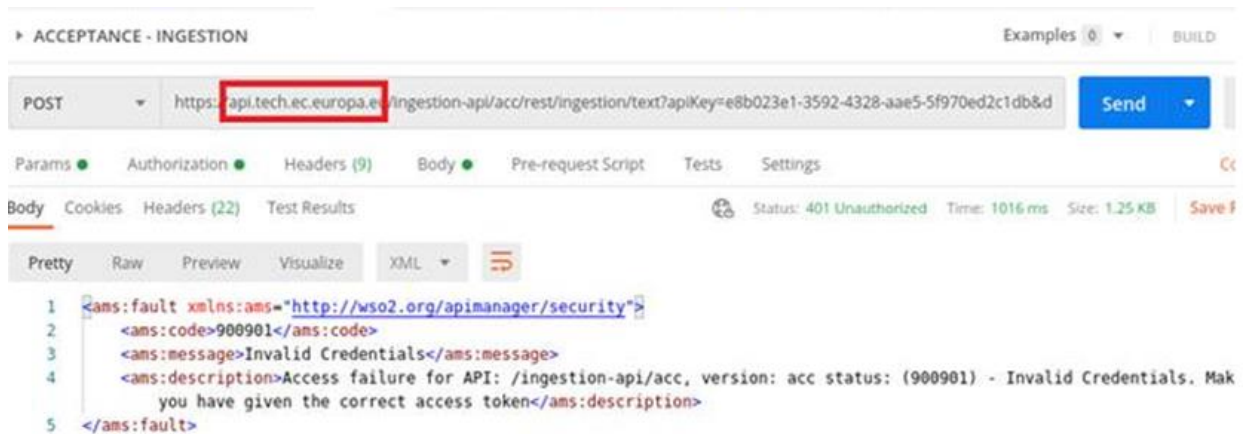 ACCEPTANCE - INGESTION Examples 0 BUILD
POST https://api.tech.ec.europa.eu/ingestion-api/acc/rest/ingestion/text?apiKey=e8b023e1-3592-4328-aae5-5f970ed2c1db&d Send
Params Authorization Headers (9) Body Pre-request Script Tests Settings
Body Cookies Headers (22) Test Results Status: 401 Unauthorized Time: 1016 ms Size: 1.25 KB Save
Pretty Raw Preview Visualize XML
1 <ams:fault xmlns:ams="http://wso2.org/apimanager/security">
2 <ams:code>900901</ams:code>
3 <ams:message>Invalid Credentials</ams:message>
4 <ams:description>Access failure for API: /ingestion-api/acc, version: acc status: (900901) - Invalid Credentials. Mak
you have given the correct access token</ams:description>
5 </ams:fault>